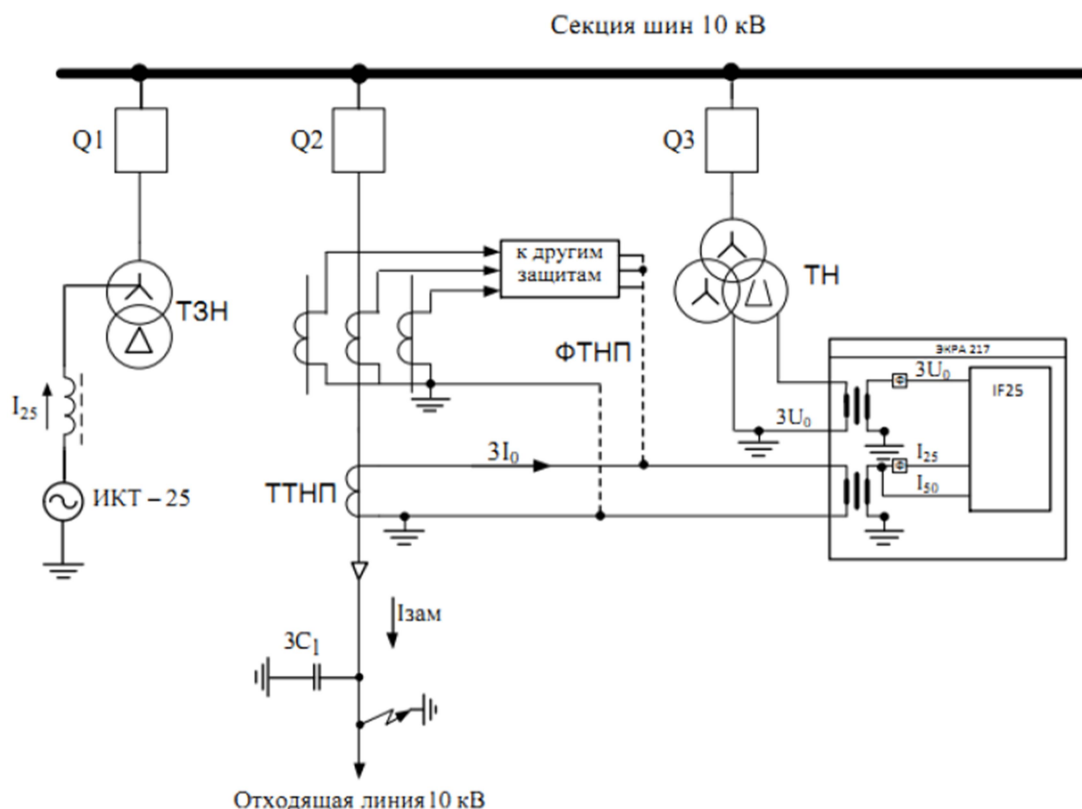 Секция шин 10 кВ
Q1
Q2
Q3
к другим
защитам
ТН
ТЗН
ФТНП
ЭКРА 217
3U₀
IF25
I₂₅
3U₀
3I₀
I₂₅
I₅₀
ИКТ – 25
ТТНП
Iзам
3C₁
Отходящая линия 10 кВ